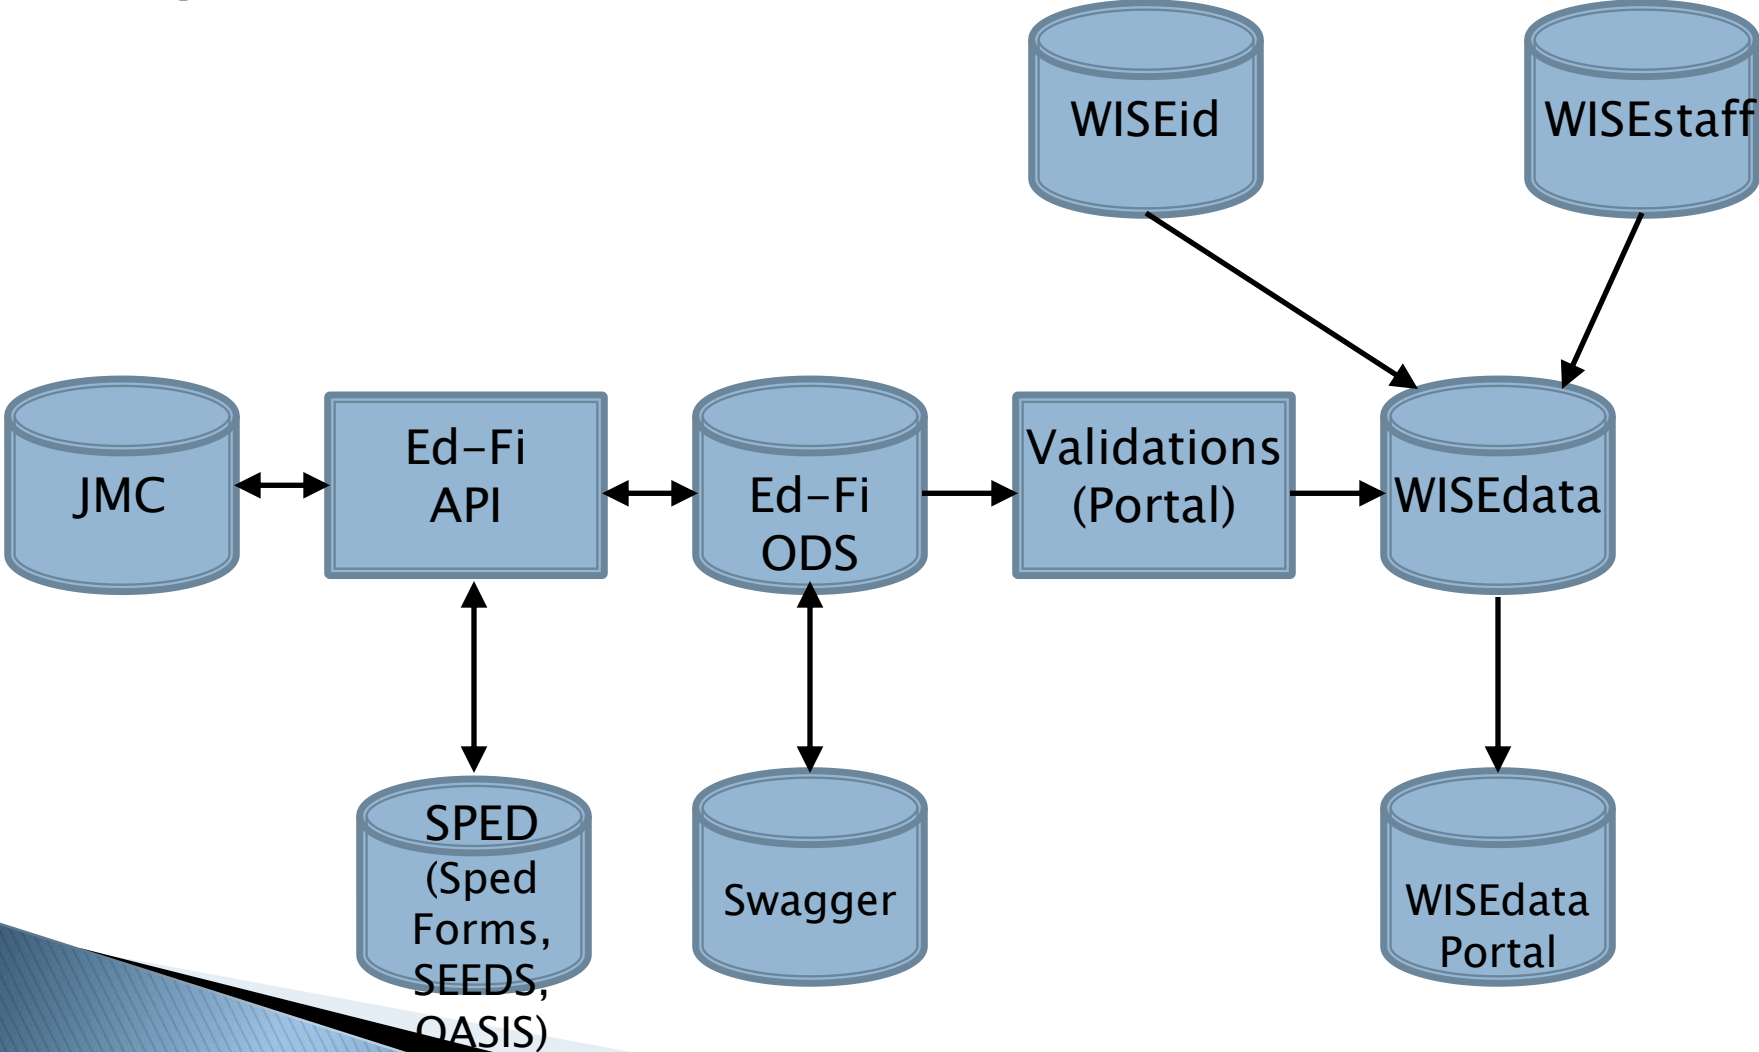 WISEid
WISEstaff
JMC
Ed-Fi
API
Ed-Fi
ODS
Validations
(Portal)
WISEdata
SPED
(Sped
Forms,
SEEDS,
OASIS)
Swagger
WISEdata
Portal